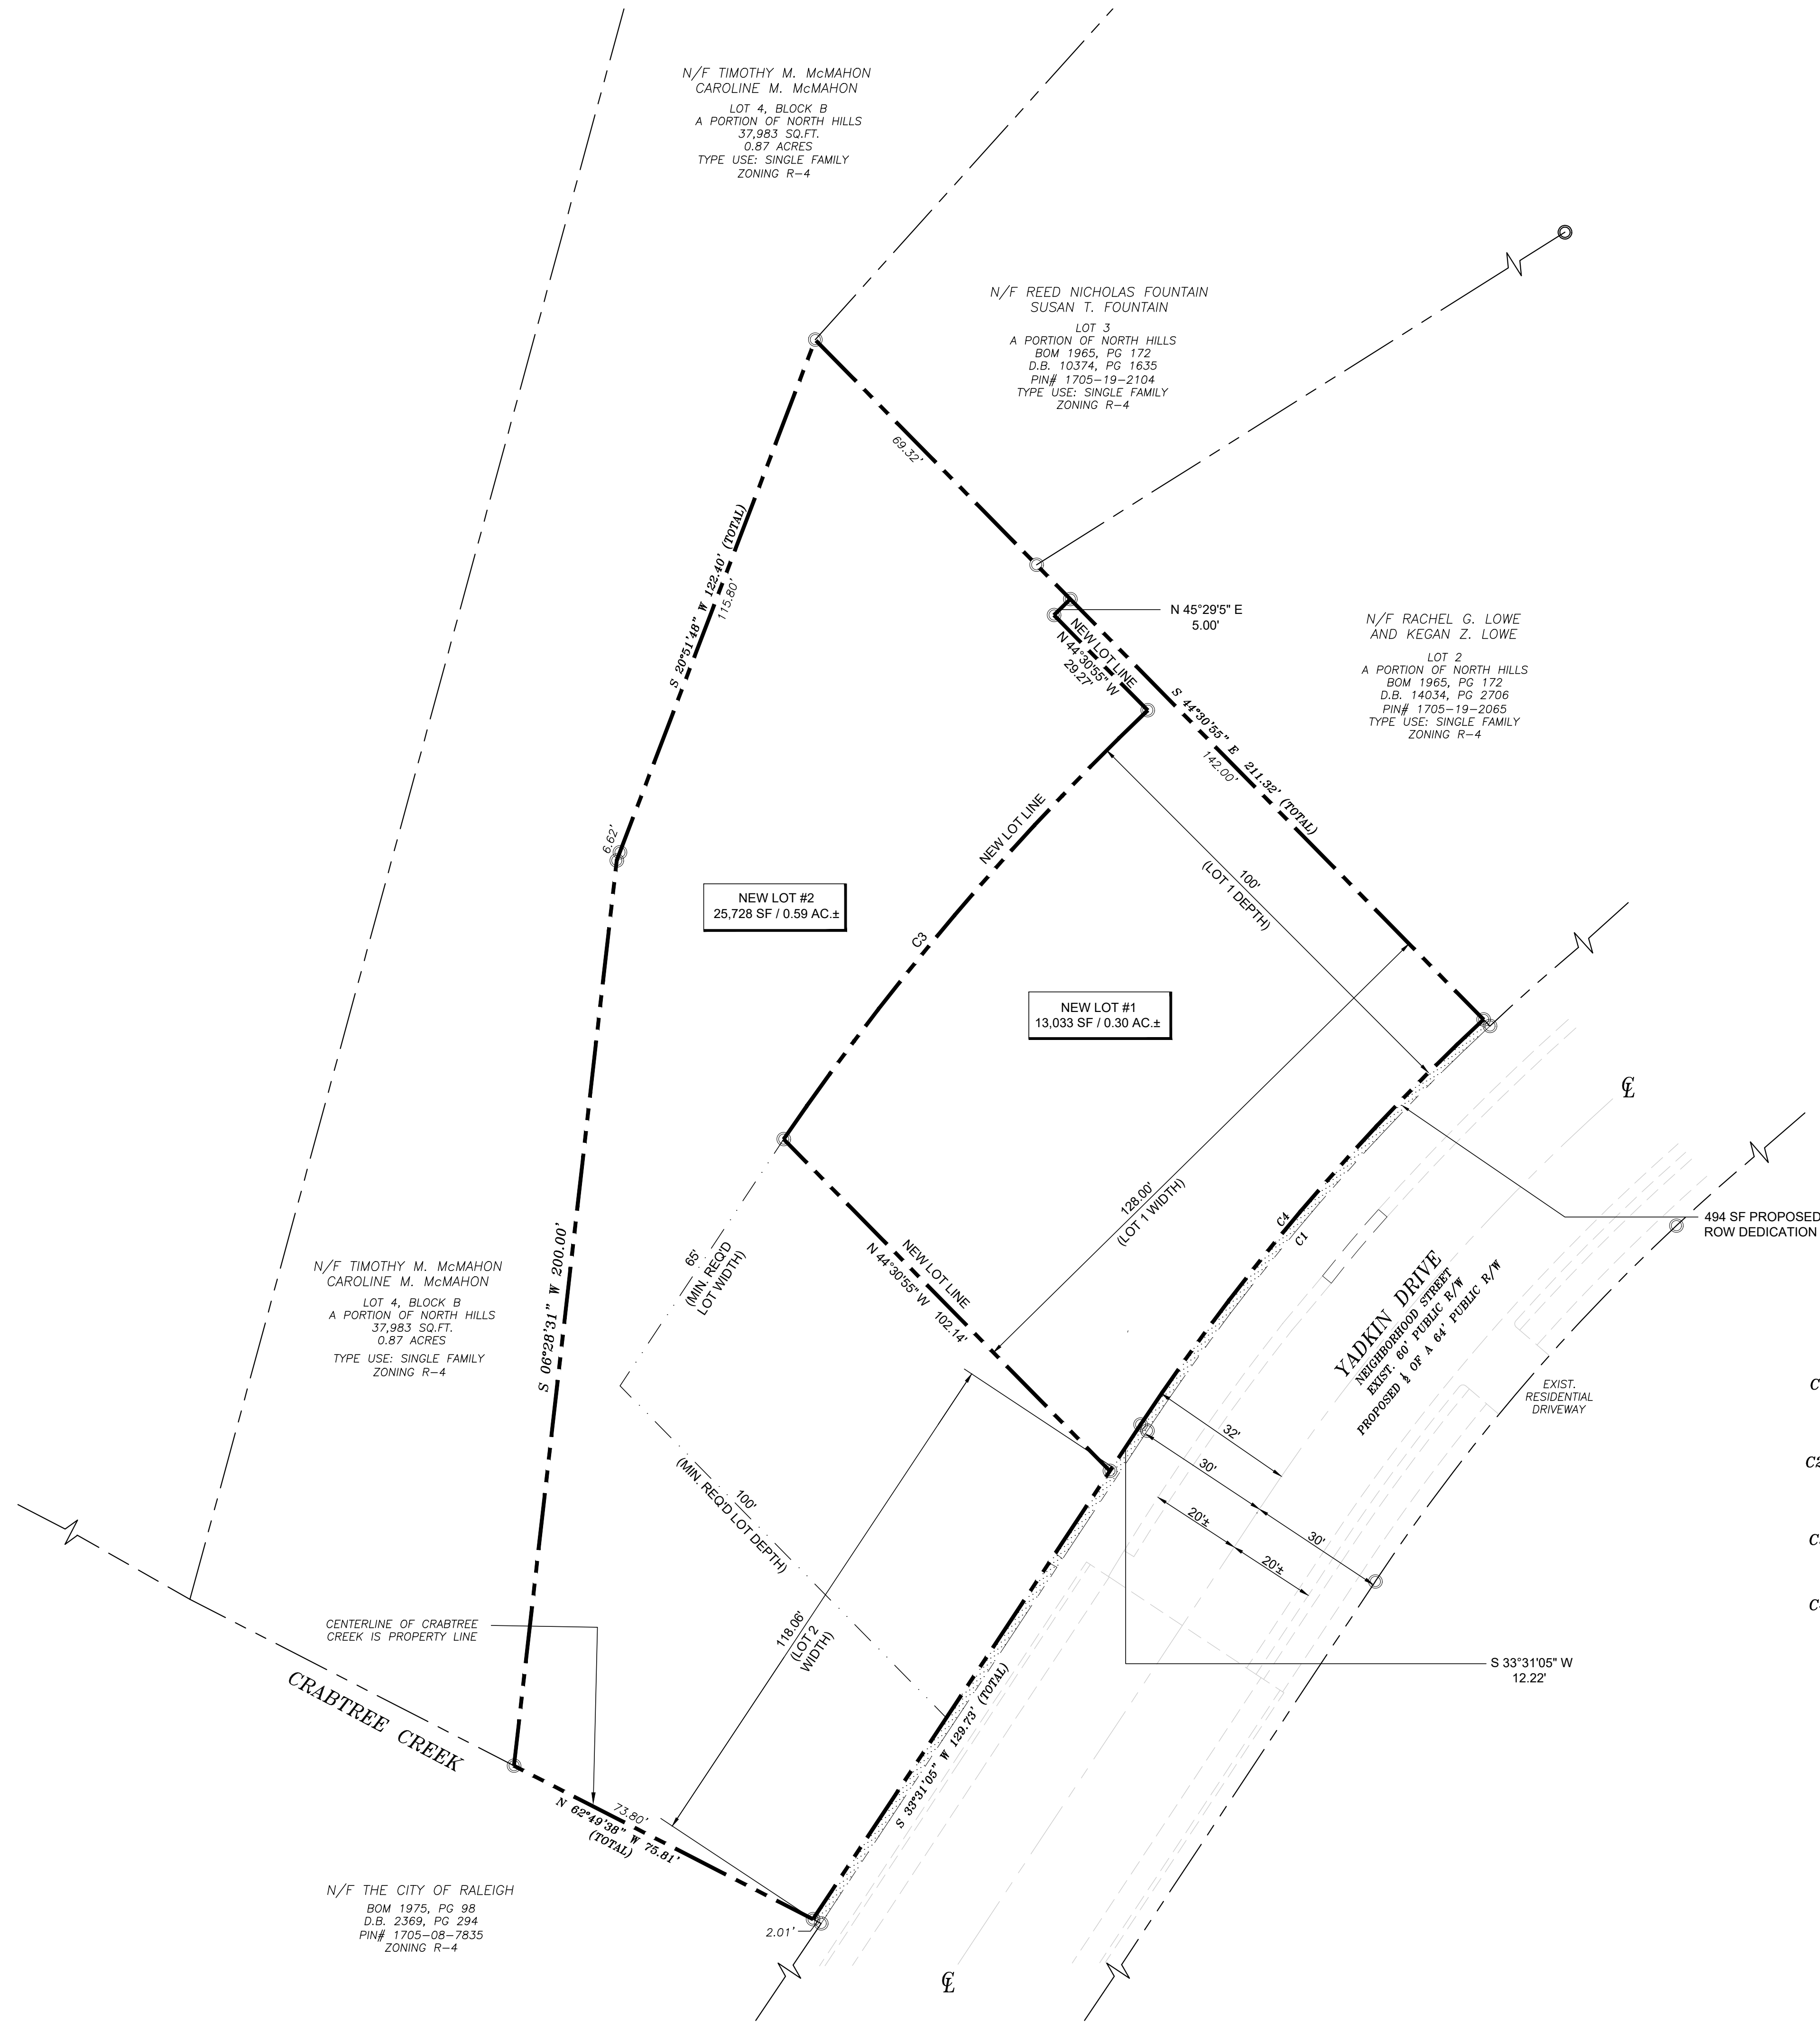 N/F TIMOTHY M. McMAHON
CAROLINE M. McMAHON
LOT 4, BLOCK B
A PORTION OF NORTH HILLS
37,983 SQ.FT.
0.87 ACRES
TYPE USE: SINGLE FAMILY
ZONING R-4
N/F REED NICHOLAS FOUNTAIN
SUSAN T. FOUNTAIN
LOT 3
A PORTION OF NORTH HILLS
BOM 1965, PG 172
D.B. 10374, PG 1635
PIN# 1705-19-2104
TYPE USE: SINGLE FAMILY
ZONING R-4
69.32'
S 20°51'48" W 122.40' (TOTAL)
115.80'
N 45°29'5" E
5.00'
NEW LOT LINE
N 44°30'55" W
29.27'
N/F RACHEL G. LOWE
AND KEGAN Z. LOWE
LOT 2
A PORTION OF NORTH HILLS
BOM 1965, PG 172
D.B. 14034, PG 2706
PIN# 1705-19-2065
TYPE USE: SINGLE FAMILY
ZONING R-4
S 44°30'55" E 211.32' (TOTAL)
142.00'
6.62'
NEW LOT LINE
C3
100'
(LOT 1 DEPTH)
NEW LOT #2
25,728 SF / 0.59 AC.±
NEW LOT #1
13,033 SF / 0.30 AC.±
℄
128.00'
(LOT 1 WIDTH)
C4
C1
494 SF PROPOSED
ROW DEDICATION
S 06°28'31" W 200.00'
65'
(MIN. REQ'D
LOT WIDTH)
NEW LOT LINE
N 44°30'55" W 102.14'
N/F TIMOTHY M. McMAHON
CAROLINE M. McMAHON
LOT 4, BLOCK B
A PORTION OF NORTH HILLS
37,983 SQ.FT.
0.87 ACRES
TYPE USE: SINGLE FAMILY
ZONING R-4
YADKIN DRIVE
NEIGHBORHOOD STREET
EXIST. 60' PUBLIC R/W
PROPOSED ½ OF A 64' PUBLIC R/W
EXIST.
RESIDENTIAL
DRIVEWAY
32'
30'
30'
20'±
20'±
100'
(MIN. REQ'D LOT DEPTH)
118.06'
(LOT 2
WIDTH)
CENTERLINE OF CRABTREE
CREEK IS PROPERTY LINE
S 33°31'05" W
12.22'
CRABTREE CREEK
S 33°31'05" W 129.73' (TOTAL)
73.80'
N 62°49'38" W 75.81'
(TOTAL)
N/F THE CITY OF RALEIGH
BOM 1975, PG 98
D.B. 2369, PG 294
PIN# 1705-08-7835
ZONING R-4
2.01'
℄